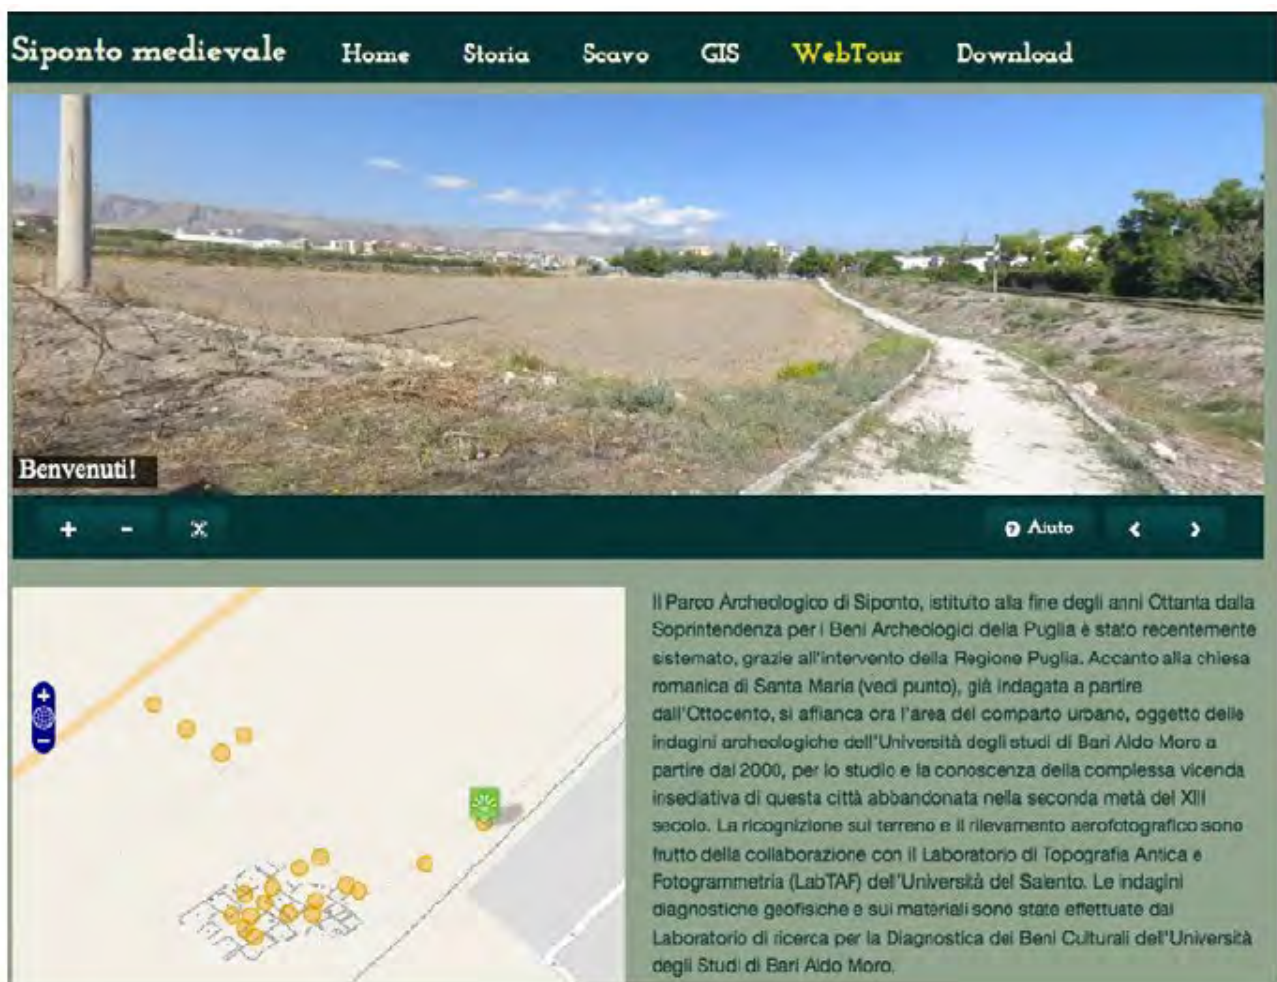 Siponto medievale Home Storia Scavo GIS WebTour Download
Benvenuti!
+ - Aiuto
Il Parco Archeologico di Siponto, istituito alla fine degli anni Ottanta dalla
Soprintendenza per i Beni Archeologici della Puglia è stato recentemente
sistemato, grazie all'intervento della Regione Puglia. Accanto alla chiesa
romanica di Santa Maria (vedi punto), già indagata a partire
dall'Ottocento, si affianca ora l'area del comparto urbano, oggetto delle
indagini archeologiche dell'Università degli studi di Bari Aldo Moro a
partire dal 2000, per lo studio e la conoscenza della complessa vicenda
insediativa di questa città abbandonata nella seconda metà del XIII
secolo. La ricognizione sul terreno e il rilevamento aerofotografico sono
frutto della collaborazione con il Laboratorio di Topografia Antica e
Fotogrammetria (LabTAF) dell'Università del Salento. Le indagini
diagnostiche geofisiche e sui materiali sono state effettuate dal
Laboratorio di ricerca per la Diagnostica dei Beni Culturali dell'Università
degli Studi di Bari Aldo Moro.